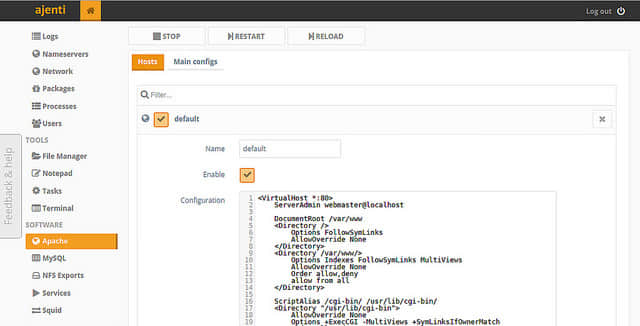 ajenti
Log out
Logs
Nameservers
Network
Packages
Processes
Users
TOOLS
File Manager
Notepad
Tasks
Terminal
SOFTWARE
Apache
MySQL
NFS Exports
Services
Squid
Feedback & help
STOP
RESTART
RELOAD
Hosts
Main configs
Filter...
default
Name
default
Enable
Configuration
1 <VirtualHost *:80>
2 ServerAdmin webmaster@localhost
3
4 DocumentRoot /var/www
5 <Directory />
6 Options FollowSymLinks
7 AllowOverride None
8 </Directory>
9 <Directory /var/www/>
10 Options Indexes FollowSymLinks MultiViews
11 AllowOverride None
12 Order allow,deny
13 allow from all
14 </Directory>
15
16 ScriptAlias /cgi-bin/ /usr/lib/cgi-bin/
17 <Directory "/usr/lib/cgi-bin">
18 AllowOverride None
19 Options +ExecCGI -MultiViews +SymLinksIfOwnerMatch